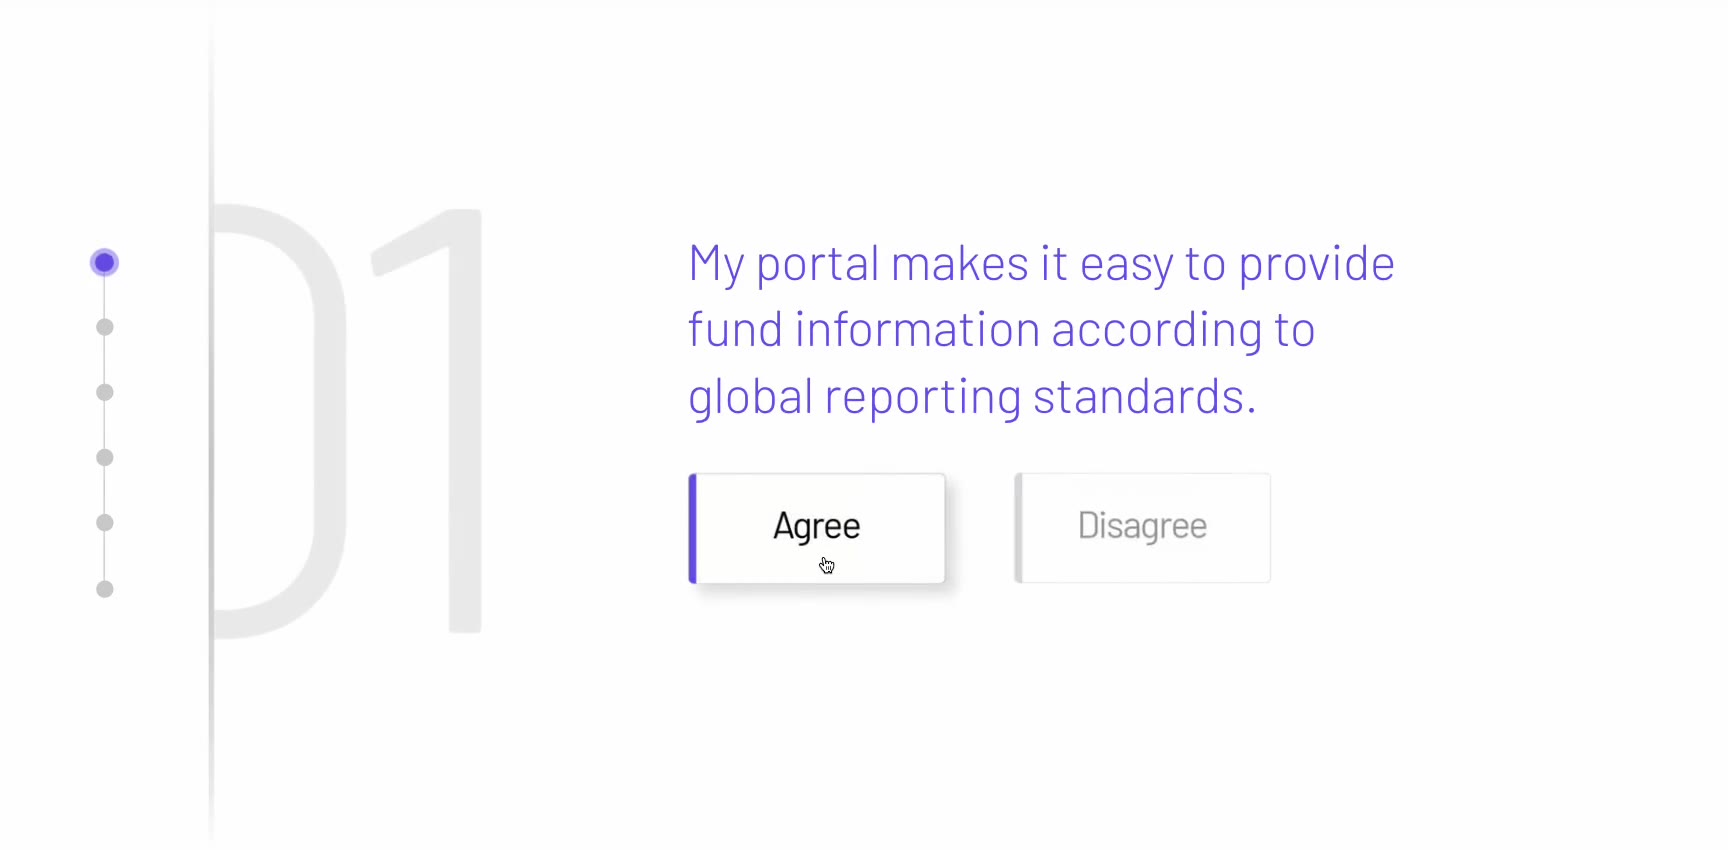 01
My portal makes it easy to provide
fund information according to
global reporting standards.
Agree
Disagree